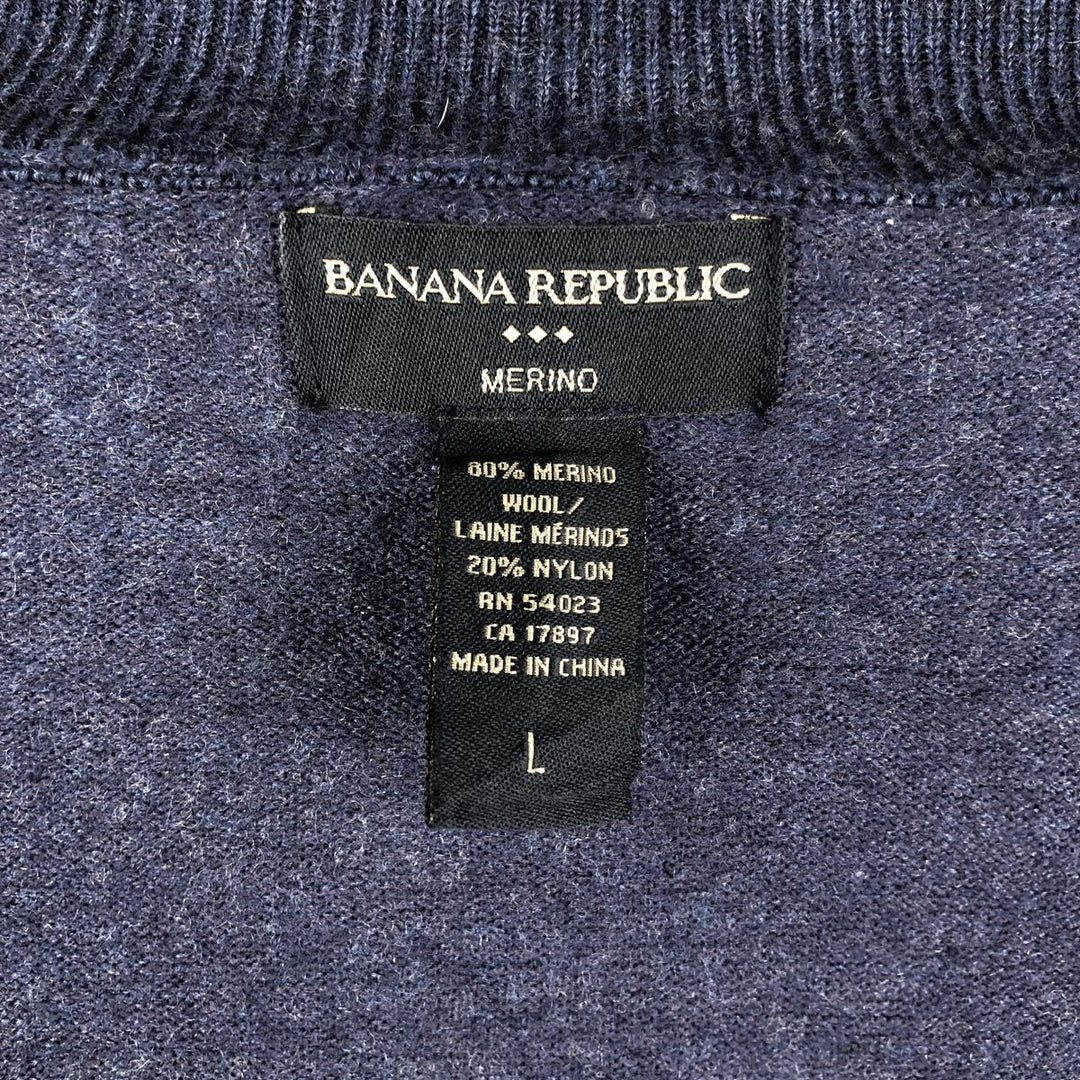 BANANA REPUBLIC
MERINO
80% MERINO
WOOL/
LAINE MÉRINOS
20% NYLON
RN 54023
CA 17897
MADE IN CHINA
L